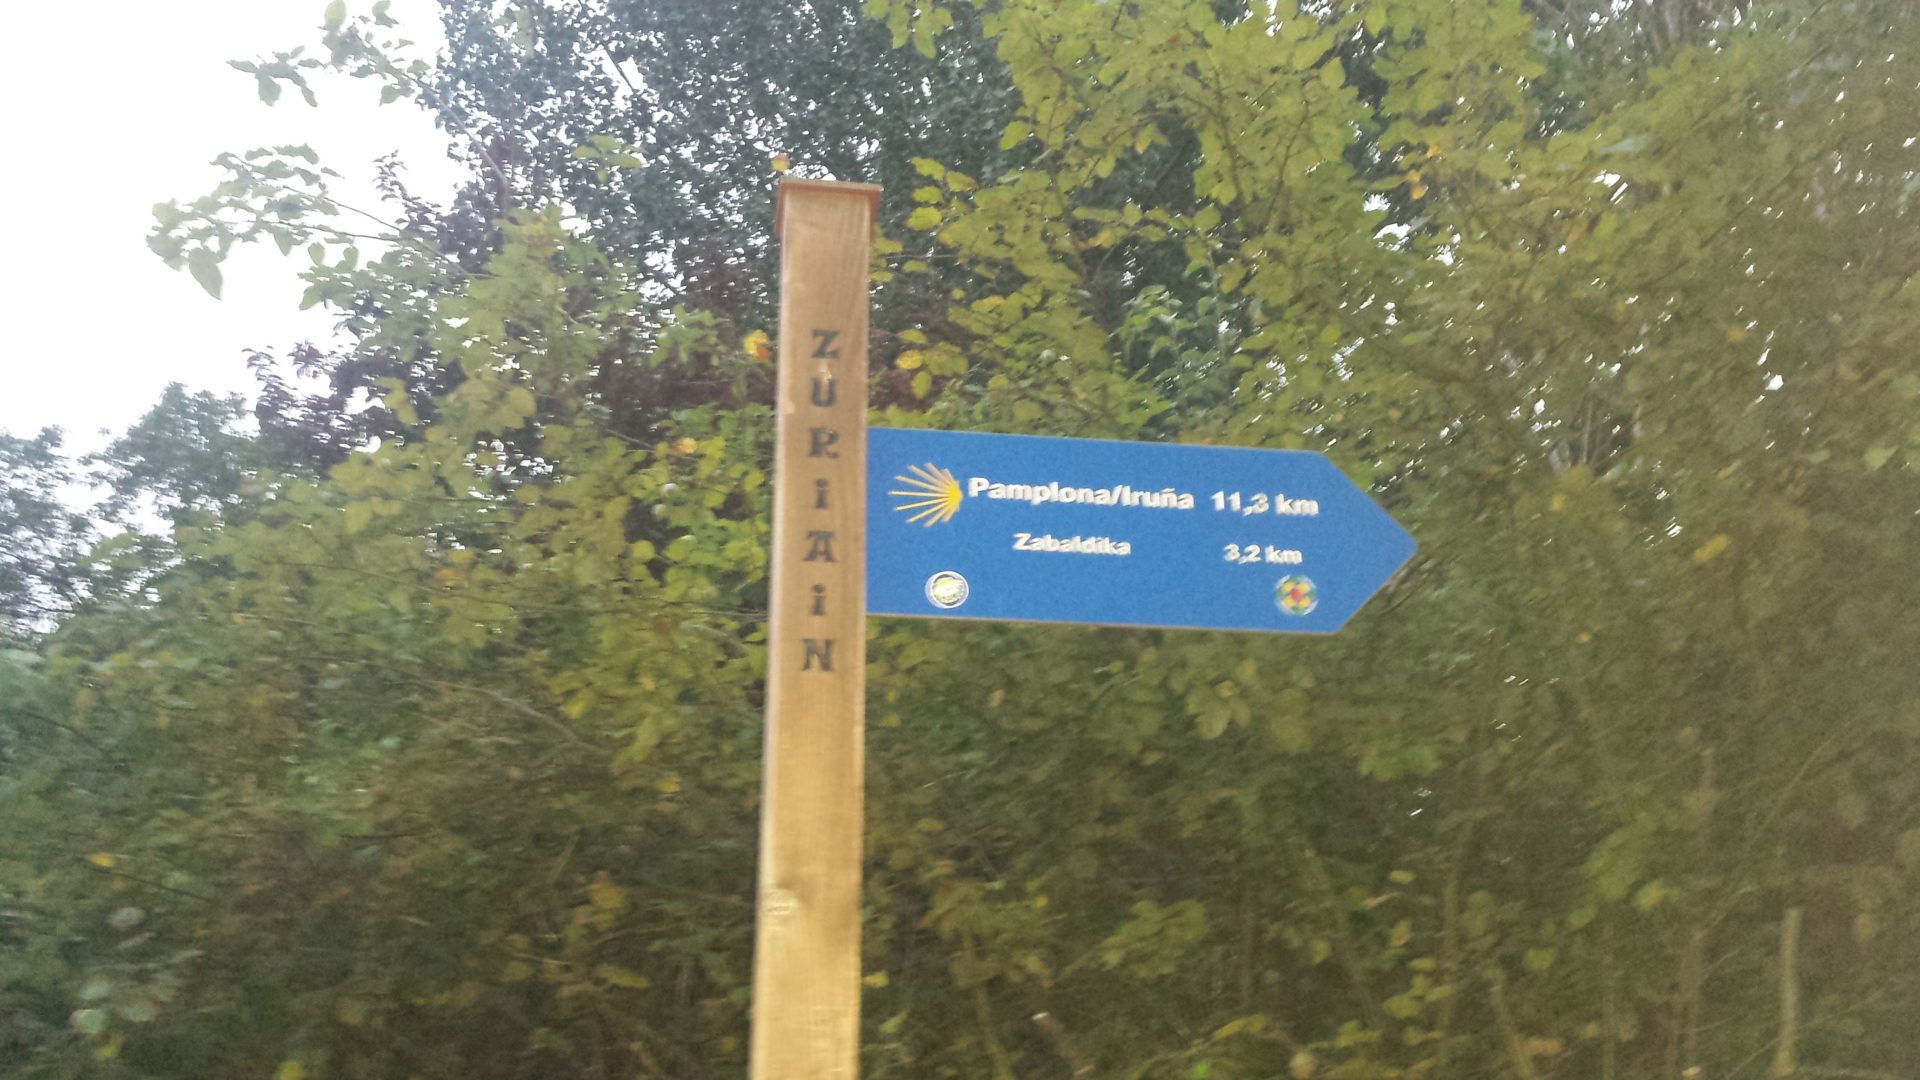 ZURiAiN
Pamplona/Iruña 11,3 km
Zabaldika 3,2 km